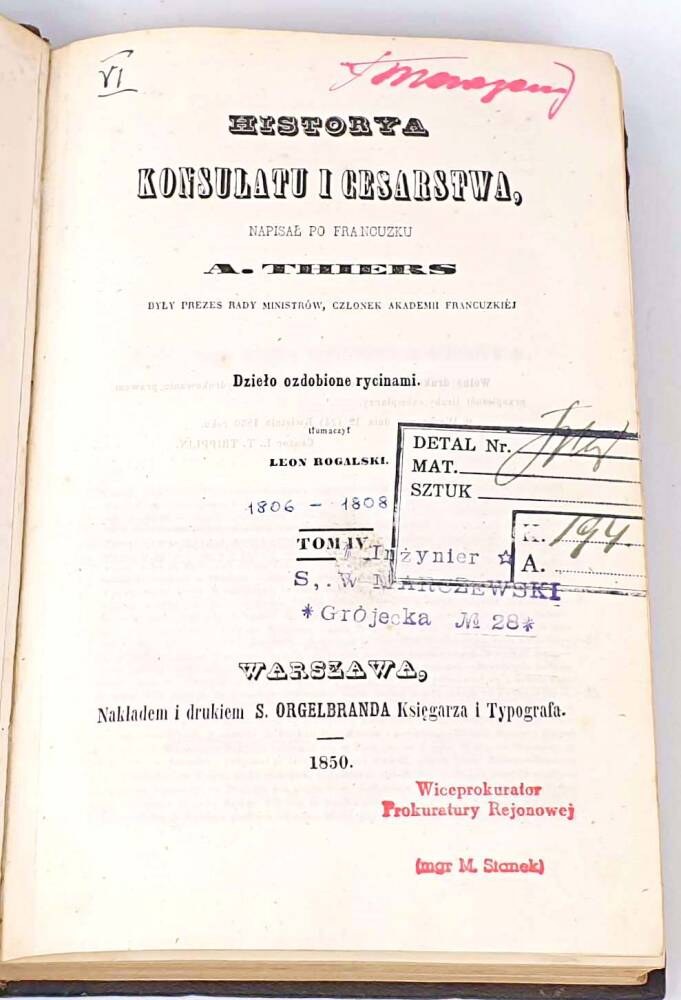 VI
HISTORYA
KONSULATU I CESARSTWA,
NAPISAŁ PO FRANCUZKU
A. THIERS
BYŁY PREZES RADY MINISTRÓW, CZŁONEK AKADEMII FRANCUZKIÉJ
Dzieło ozdobione rycinami.
tłumaczył
LEON ROGALSKI.
1806 – 1808
TOM IV.
DETAL Nr.
MAT.
SZTUK
K. 194.
A.
* Inżynier ☆
S,. W MARCZEWSKI
*Grójecka № 28*
WARSZAWA,
Nakładem i drukiem S. ORGELBRANDA Księgarza i Typografa.
1850.
Wiceprokurator
Prokuratury Rejonowej
(mgr M. Stanek)